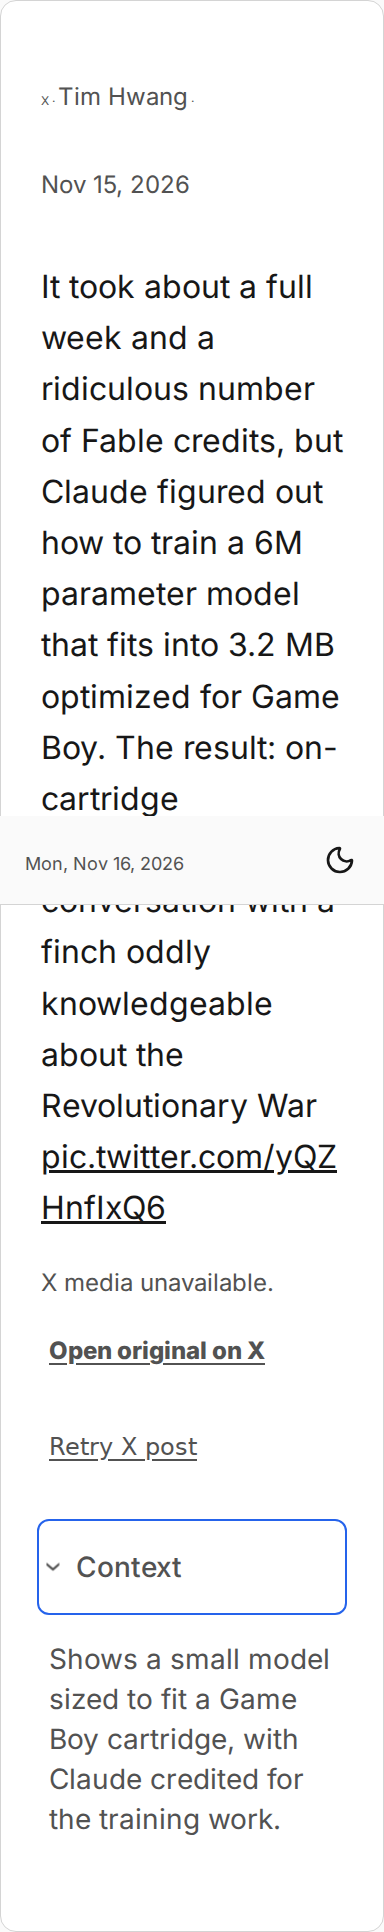 X · Tim Hwang ·
Nov 15, 2026
It took about a full
week and a
ridiculous number
of Fable credits, but
Claude figured out
how to train a 6M
parameter model
that fits into 3.2 MB
optimized for Game
Boy. The result: on-
cartridge
Mon, Nov 16, 2026
conversation with a
finch oddly
knowledgeable
about the
Revolutionary War
pic.twitter.com/yQZ
HnfIxQ6
X media unavailable.
Open original on X
Retry X post
Context
Shows a small model
sized to fit a Game
Boy cartridge, with
Claude credited for
the training work.